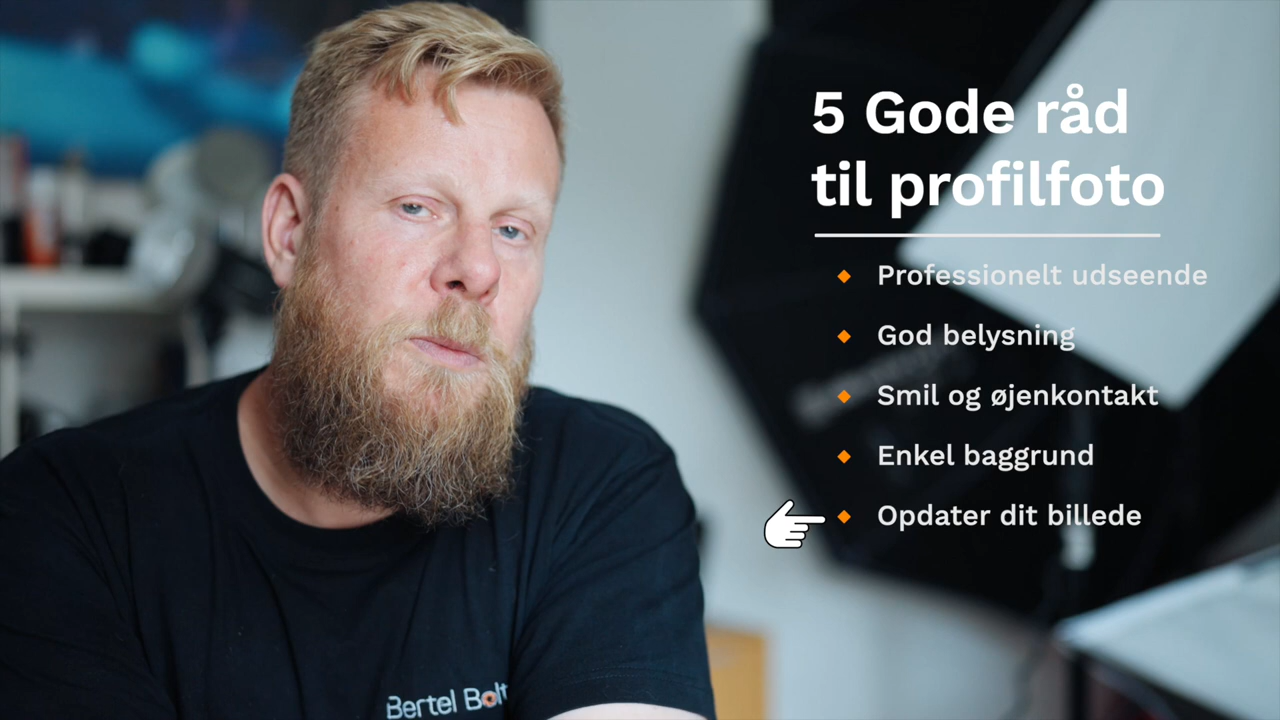 5 Gode råd
til profilfoto
Professionelt udseende
God belysning
Smil og øjenkontakt
Enkel baggrund
Opdater dit billede
Bertel Bolt